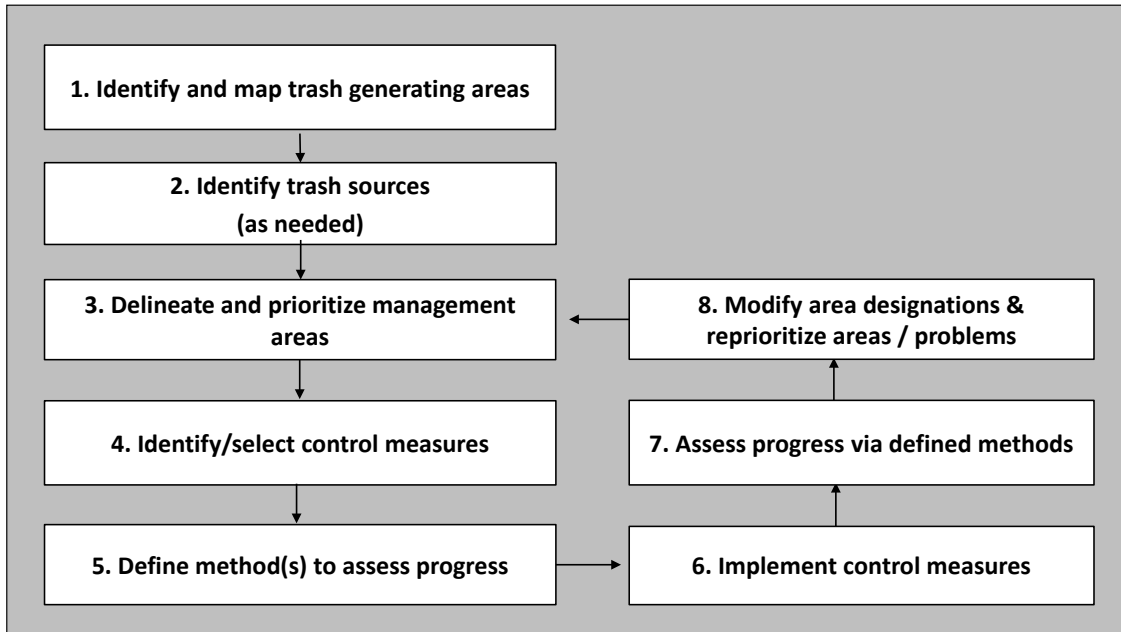 1. Identify and map trash generating areas
2. Identify trash sources
(as needed)
3. Delineate and prioritize management
areas
4. Identify/select control measures
5. Define method(s) to assess progress
6. Implement control measures
7. Assess progress via defined methods
8. Modify area designations &
reprioritize areas / problems